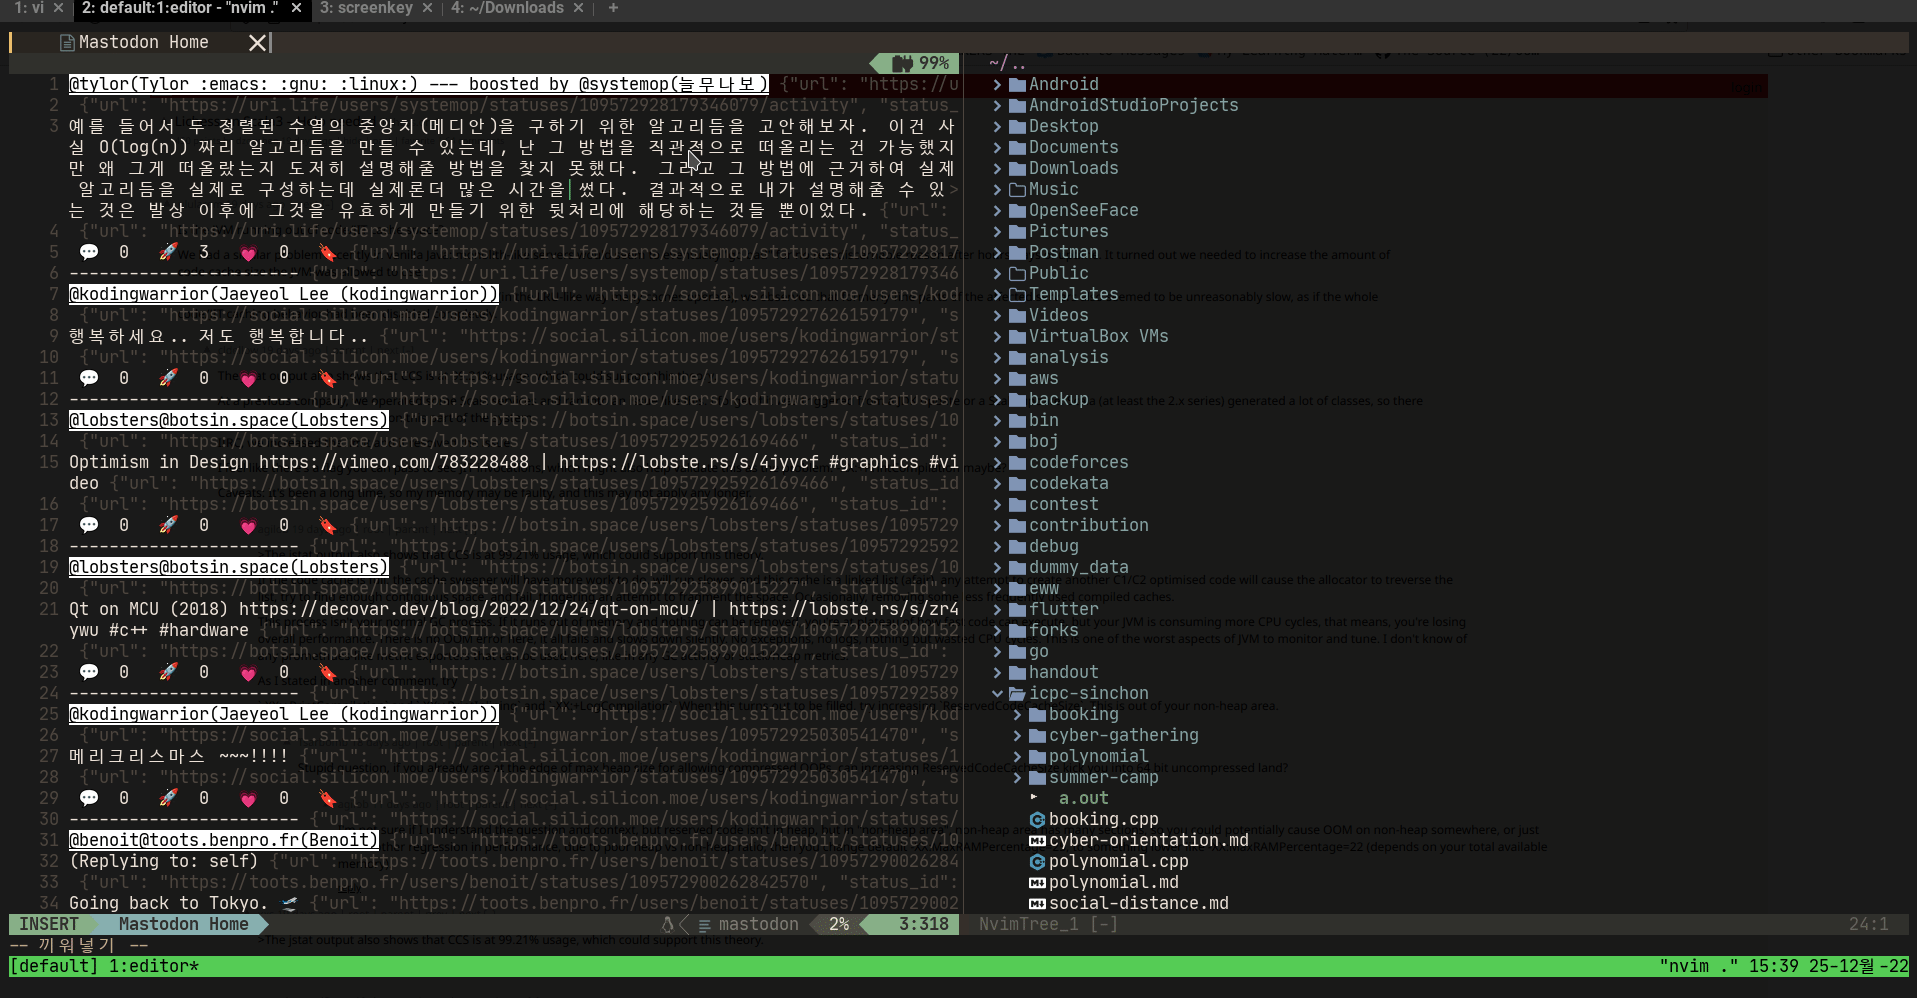 1: vi ✕ 2: default:1:editor - "nvim ." ✕ 3: screenkey ✕ 4: ~/Downloads ✕ +
Mastodon Home
99%
1 @tylor(Tylor :emacs: :gnu: :linux:) --- boosted by @systemop(늘무나보) {"url": "https://u
2 {"url": "https://uri.life/users/systemop/statuses/109572928179346079/activity", "status_
3 예를 들어서 두 정렬된 수열의 중앙치(메디안)을 구하기 위한 알고리듬을 고안해보자. 이건 사
실 O(log(n)) 짜리 알고리듬을 만들 수 있는데, 난 그 방법을 직관적으로 떠올리는 건 가능했지
만 왜 그게 떠올랐는지 도저히 설명해줄 방법을 찾지 못했다. 그리고 그 방법에 근거하여 실제
알고리듬을 실제로 구성하는데 실제론더 많은 시간을 썼다. 결과적으로 내가 설명해줄 수 있>
는 것은 발상 이후에 그것을 유효하게 만들기 위한 뒷처리에 해당하는 것들 뿐이었다. {"url":
4 {"url": "https://uri.life/users/systemop/statuses/109572928179346079/activity", "status_
5 💬 0 🚀 3 💗 0 🔖 {"url": "https://uri.life/users/systemop/statuses/10957292817
6 ----------------------- {"url": "https://uri.life/users/systemop/statuses/109572928179346
7 @kodingwarrior(Jaeyeol Lee (kodingwarrior)) {"url": "https://social.silicon.moe/users/kod
8 {"url": "https://social.silicon.moe/users/kodingwarrior/statuses/109572927626159179", "s
9 행복하세요.. 저도 행복합니다.. {"url": "https://social.silicon.moe/users/kodingwarrior/st
10 {"url": "https://social.silicon.moe/users/kodingwarrior/statuses/109572927626159179", "s
11 💬 0 🚀 0 💗 0 🔖 {"url": "https://social.silicon.moe/users/kodingwarrior/statu
12 ----------------------- {"url": "https://social.silicon.moe/users/kodingwarrior/statuses/
13 @lobsters@botsin.space(Lobsters) {"url": "https://botsin.space/users/lobsters/statuses/10
14 {"url": "https://botsin.space/users/lobsters/statuses/109572925926169466", "status_id":
15 Optimism in Design https://vimeo.com/783228488 | https://lobste.rs/s/4jyycf #graphics #vi
deo {"url": "https://botsin.space/users/lobsters/statuses/109572925926169466", "status_id
16 {"url": "https://botsin.space/users/lobsters/statuses/109572925926169466", "status_id":
17 💬 0 🚀 0 💗 0 🔖 {"url": "https://botsin.space/users/lobsters/statuses/1095729
18 ----------------------- {"url": "https://botsin.space/users/lobsters/statuses/10957292592
19 @lobsters@botsin.space(Lobsters) {"url": "https://botsin.space/users/lobsters/statuses/10
20 {"url": "https://botsin.space/users/lobsters/statuses/109572925899015227", "status_id":
21 Qt on MCU (2018) https://decovar.dev/blog/2022/12/24/qt-on-mcu/ | https://lobste.rs/s/zr4
ywu #c++ #hardware {"url": "https://botsin.space/users/lobsters/statuses/1095729258990152
22 {"url": "https://botsin.space/users/lobsters/statuses/109572925899015227", "status_id":
23 💬 0 🚀 0 💗 0 🔖 {"url": "https://botsin.space/users/lobsters/statuses/1095729
24 ----------------------- {"url": "https://botsin.space/users/lobsters/statuses/10957292589
25 @kodingwarrior(Jaeyeol Lee (kodingwarrior)) {"url": "https://social.silicon.moe/users/kod
26 {"url": "https://social.silicon.moe/users/kodingwarrior/statuses/109572925030541470", "s
27 메리크리스마스 ~~~!!!! {"url": "https://social.silicon.moe/users/kodingwarrior/statuses/1
28 {"url": "https://social.silicon.moe/users/kodingwarrior/statuses/109572925030541470", "s
29 💬 0 🚀 0 💗 0 🔖 {"url": "https://social.silicon.moe/users/kodingwarrior/statu
30 ----------------------- {"url": "https://social.silicon.moe/users/kodingwarrior/statuses/
31 @benoit@toots.benpro.fr(Benoit) {"url": "https://toots.benpro.fr/users/benoit/statuses/10
32 (Replying to: self) {"url": "https://toots.benpro.fr/users/benoit/statuses/10957290026284
33 {"url": "https://toots.benpro.fr/users/benoit/statuses/109572900262842570", "status_id":
34 Going back to Tokyo. 🛫 {"url": "https://toots.benpro.fr/users/benoit/statuses/1095729002
INSERT Mastodon Home mastodon 2% 3:318
-- 끼워넣기 --
~/..
Android
AndroidStudioProjects
Desktop
Documents
Downloads
Music
OpenSeeFace
Pictures
Postman
Public
Templates
Videos
VirtualBox VMs
analysis
aws
backup
bin
boj
codeforces
codekata
contest
contribution
debug
dummy_data
eww
flutter
forks
go
handout
icpc-sinchon
booking
cyber-gathering
polynomial
summer-camp
a.out
booking.cpp
cyber-orientation.md
polynomial.cpp
polynomial.md
social-distance.md
NvimTree_1 [-] 24:1
[default] 1:editor* "nvim ." 15:39 25-12월-22